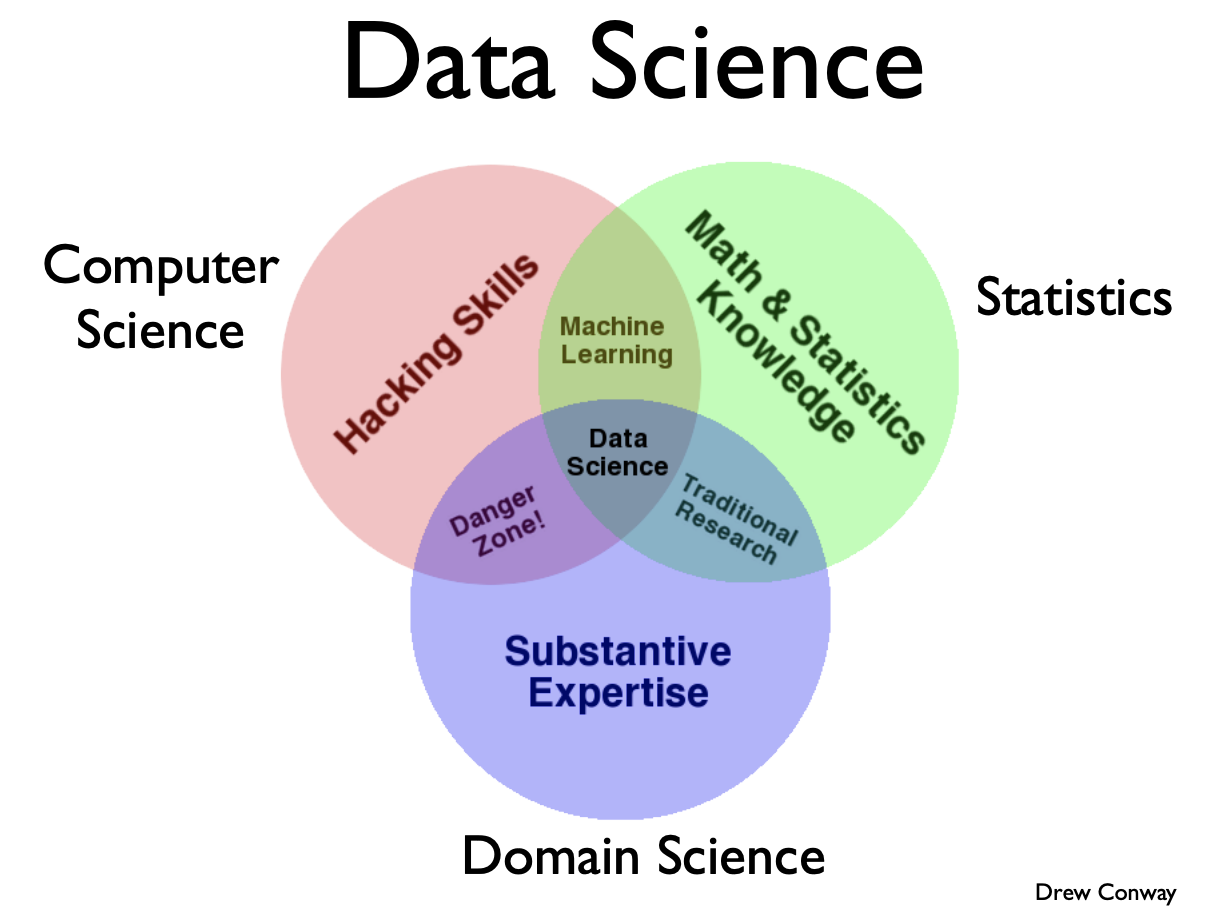 Data Science
Computer
Science
Hacking Skills
Math & Statistics
Knowledge
Statistics
Machine
Learning
Data
Science
Danger
Zone!
Traditional
Research
Substantive
Expertise
Domain Science
Drew Conway